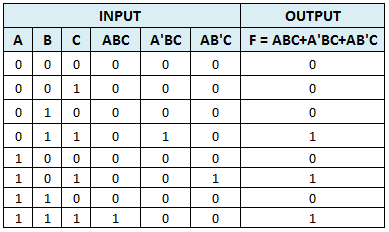 INPUT OUTPUT
A B C ABC A'BC AB'C F = ABC+A'BC+AB'C
0 0 0 0 0 0 0
0 0 1 0 0 0 0
0 1 0 0 0 0 0
0 1 1 0 1 0 1
1 0 0 0 0 0 0
1 0 1 0 0 1 1
1 1 0 0 0 0 0
1 1 1 1 0 0 1